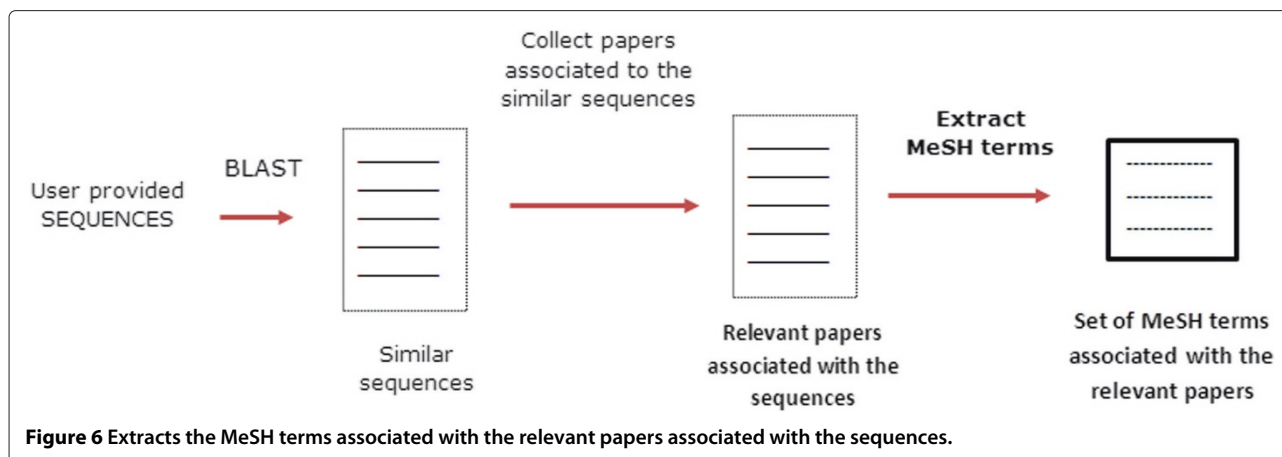 User provided
SEQUENCES
BLAST
Similar
sequences
Collect papers
associated to the
similar sequences
Relevant papers
associated with the
sequences
Extract
MeSH terms
Set of MeSH terms
associated with the
relevant papers
Figure 6 Extracts the MeSH terms associated with the relevant papers associated with the sequences.